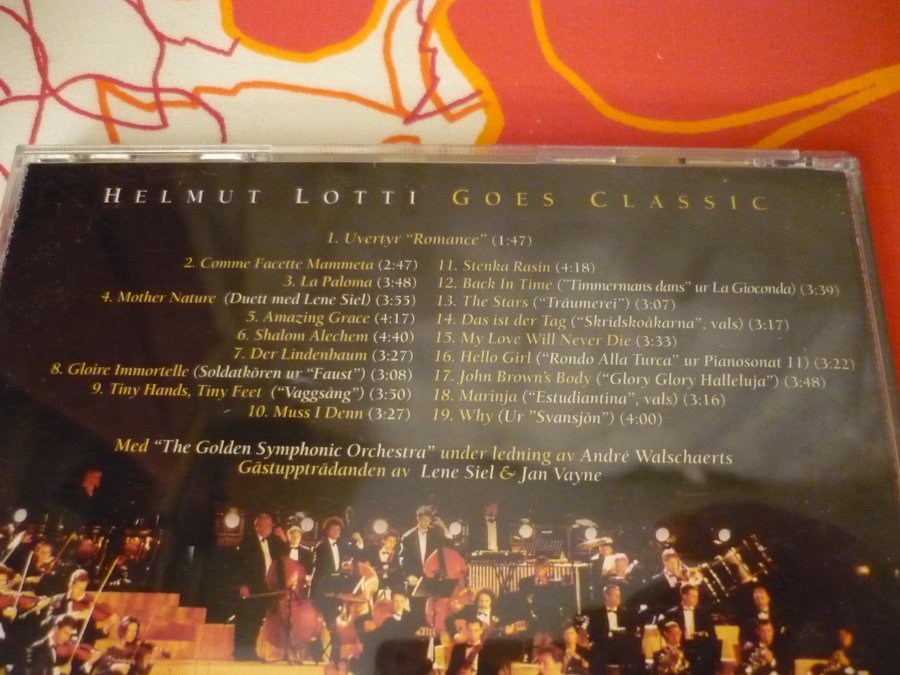 HELMUT LOTTI GOES CLASSIC
1. Uvertyr "Romance" (1:47)
2. Comme Facette Mammeta (2:47)
3. La Paloma (3:48)
4. Mother Nature (Duett med Lene Siel) (3:55)
5. Amazing Grace (4:17)
6. Shalom Alechem (4:40)
7. Der Lindenbaum (3:27)
8. Gloire Immortelle (Soldatkören ur "Faust") (3:08)
9. Tiny Hands, Tiny Feet ("Vaggsång") (3:50)
10. Muss I Denn (3:27)
11. Stenka Rasin (4:18)
12. Back In Time ("Timmermans dans" ur La Gioconda) (3:39)
13. The Stars ("Träumerei") (3:07)
14. Das ist der Tag ("Skridskoåkarna", vals) (3:17)
15. My Love Will Never Die (3:33)
16. Hello Girl ("Rondo Alla Turca" ur Pianosonat 11) (3:22)
17. John Brown's Body ("Glory Glory Halleluja") (3:48)
18. Marinja ("Estudiantina", vals) (3:16)
19. Why (Ur "Svansjön") (4:00)
Med "The Golden Symphonic Orchestra" under ledning av André Walschaerts
Gästuppträdanden av Lene Siel & Jan Vayne